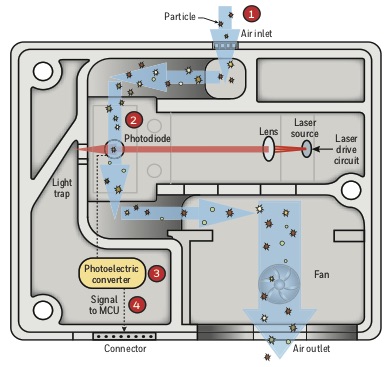 Particle
1
Air inlet
2
Photodiode
Lens
Laser
source
Laser
drive
circuit
Light
trap
Photoelectric
converter
3
Signal
to MCU
4
Fan
Connector
Air outlet